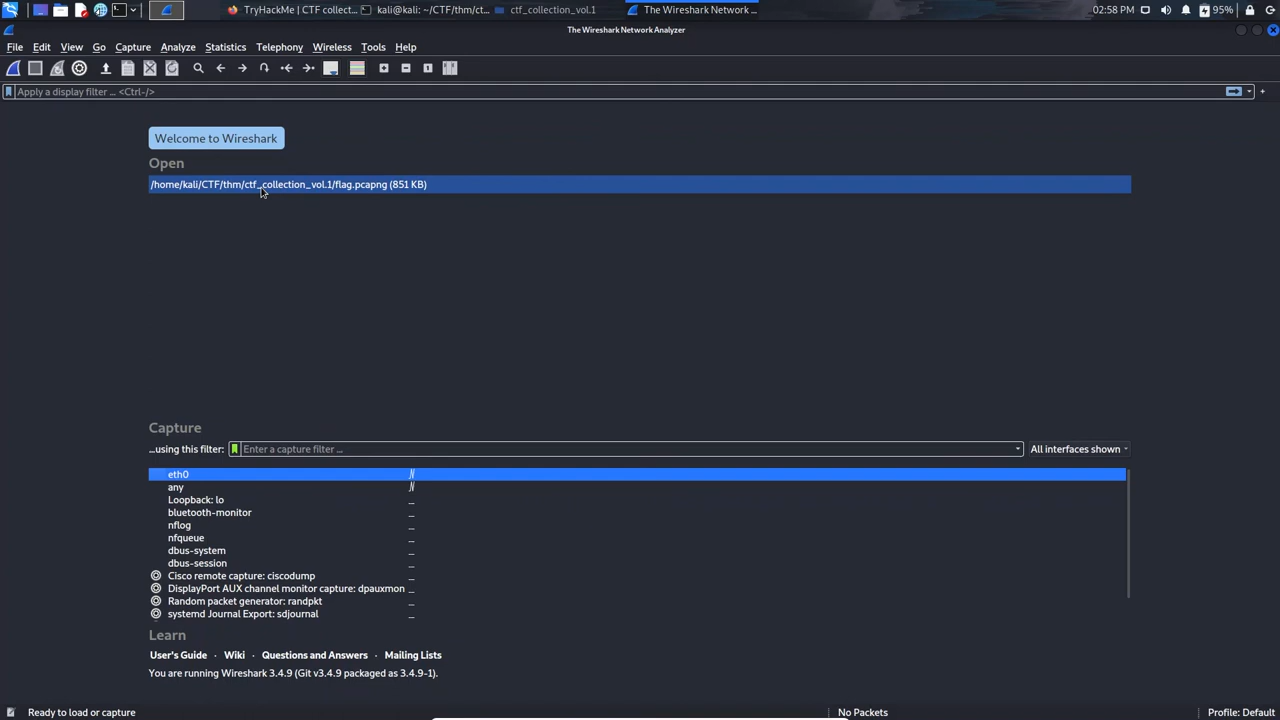 TryHackMe | CTF collect...
kali@kali: ~/CTF/thm/ct...
ctf_collection_vol.1
The Wireshark Network ...
02:58 PM
95%
The Wireshark Network Analyzer
File Edit View Go Capture Analyze Statistics Telephony Wireless Tools Help
Apply a display filter ... <Ctrl-/>
Welcome to Wireshark
Open
/home/kali/CTF/thm/ctf_collection_vol.1/flag.pcapng (851 KB)
Capture
...using this filter:
Enter a capture filter ...
All interfaces shown
eth0
any
Loopback: lo
bluetooth-monitor
nflog
nfqueue
dbus-system
dbus-session
Cisco remote capture: ciscodump
DisplayPort AUX channel monitor capture: dpauxmon
Random packet generator: randpkt
systemd Journal Export: sdjournal
Learn
User's Guide · Wiki · Questions and Answers · Mailing Lists
You are running Wireshark 3.4.9 (Git v3.4.9 packaged as 3.4.9-1).
Ready to load or capture
No Packets
Profile: Default